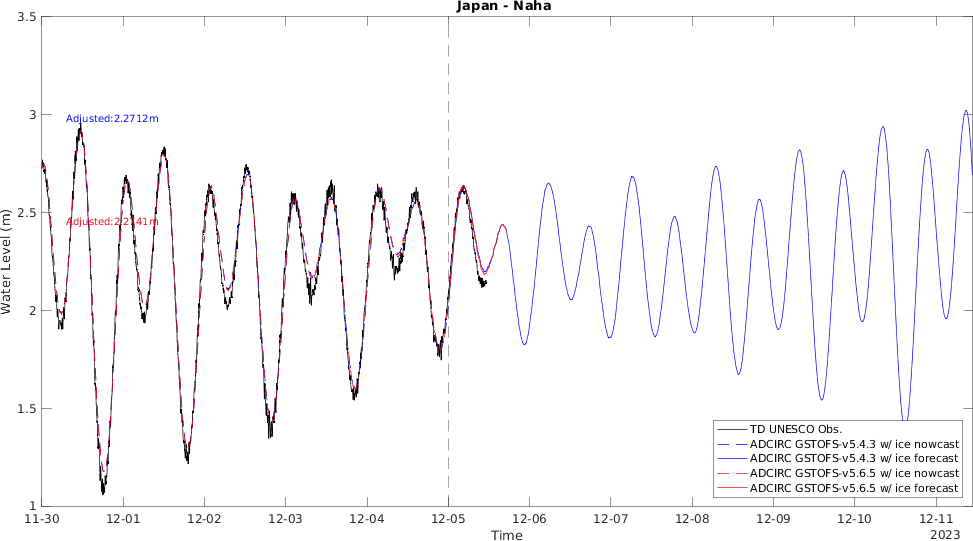 Japan - Naha
3.5
3
2.5
2
1.5
1
Water Level (m)
Adjusted:2.2712m
Adjusted:2.2141m
TD UNESCO Obs.
ADCIRC GSTOFS-v5.4.3 w/ ice nowcast
ADCIRC GSTOFS-v5.4.3 w/ ice forecast
ADCIRC GSTOFS-v5.6.5 w/ ice nowcast
ADCIRC GSTOFS-v5.6.5 w/ ice forecast
11-30 12-01 12-02 12-03 12-04 12-05 12-06 12-07 12-08 12-09 12-10 12-11
Time
2023